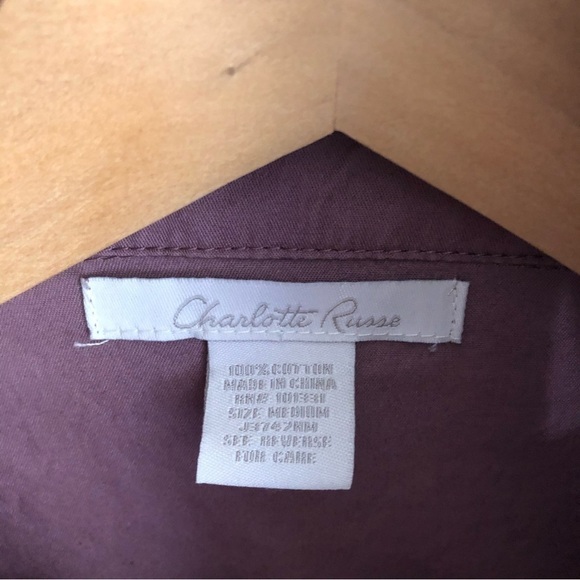 Charlotte Russe
100% COTTON
MADE IN CHINA
SIZE MEDIUM
SEE REVERSE
FOR CARE